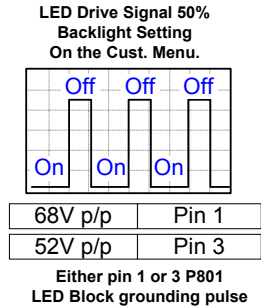 LED Drive Signal 50%
Backlight Setting
On the Cust. Menu.
Off Off Off
On On On
68V p/p Pin 1
52V p/p Pin 3
Either pin 1 or 3 P801
LED Block grounding pulse